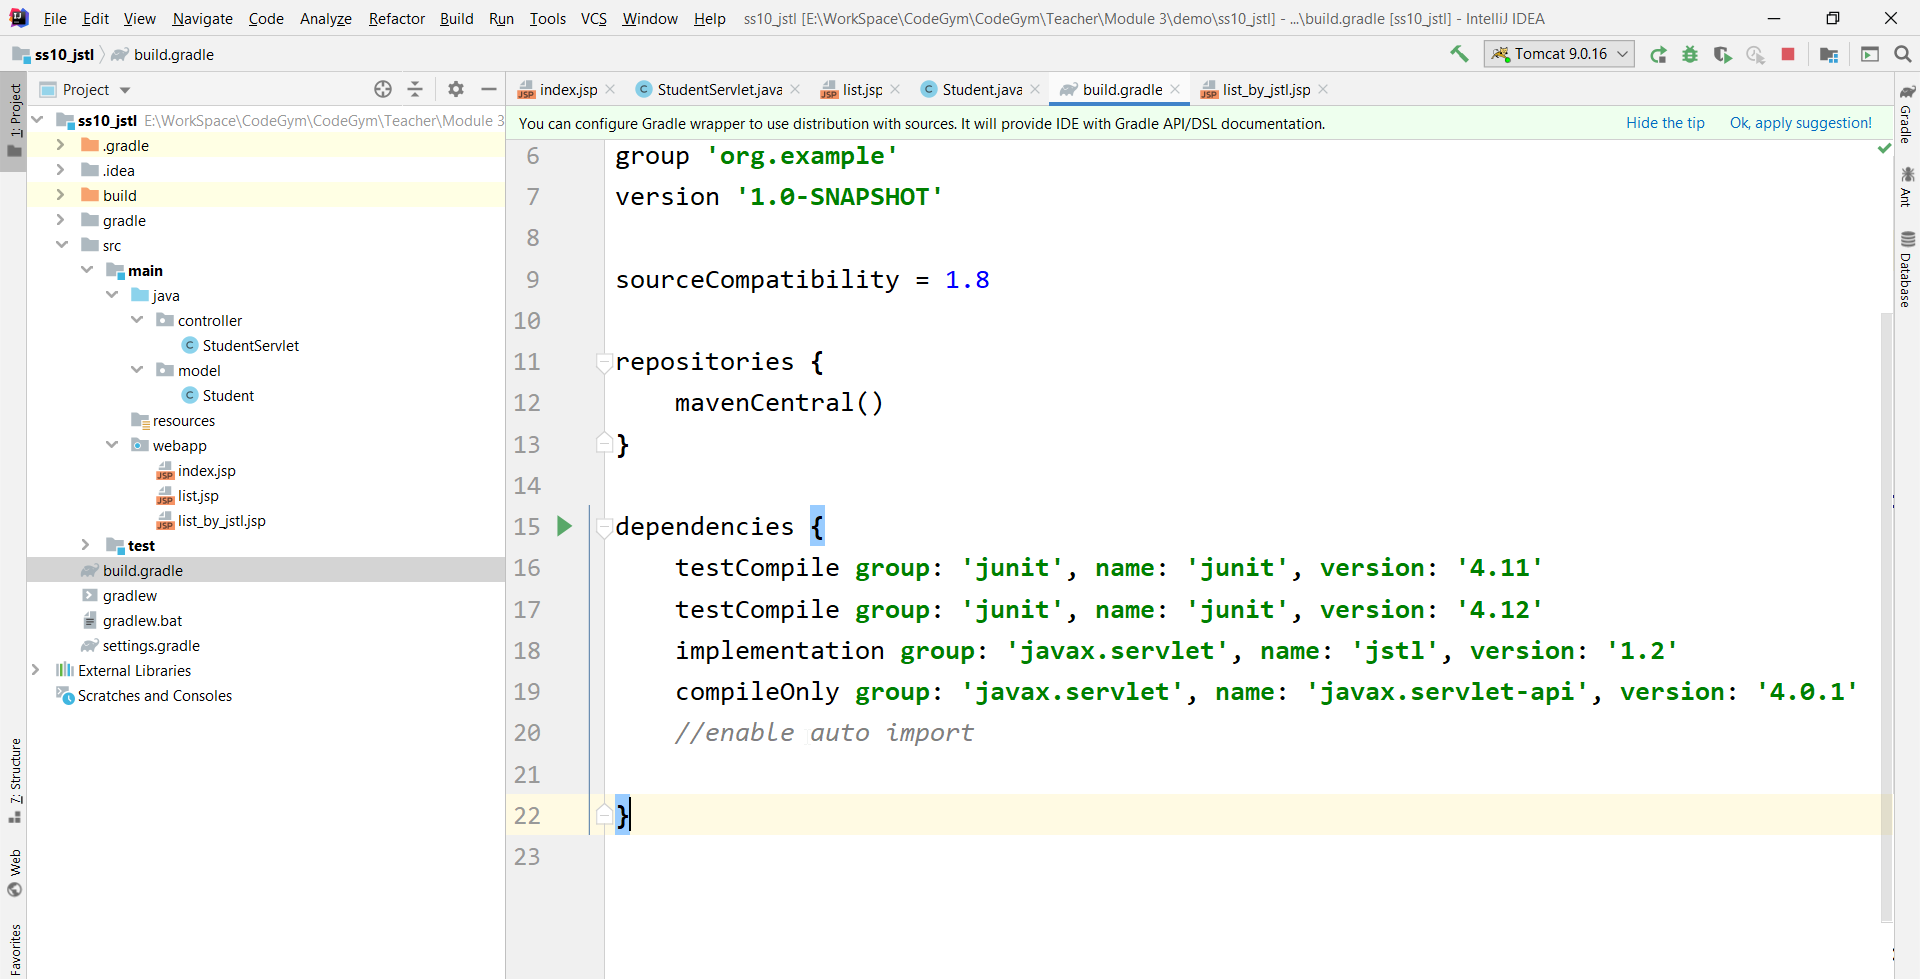 File Edit View Navigate Code Analyze Refactor Build Run Tools VCS Window Help ss10_jstl [E:\WorkSpace\CodeGym\CodeGym\Teacher\Module 3\demo\ss10_jstl] - ...\build.gradle [ss10_jstl] - IntelliJ IDEA
ss10_jstl build.gradle
Tomcat 9.0.16
1: Project
Project
index.jsp StudentServlet.java list.jsp Student.java build.gradle list_by_jstl.jsp
You can configure Gradle wrapper to use distribution with sources. It will provide IDE with Gradle API/DSL documentation. Hide the tip Ok, apply suggestion!
ss10_jstl E:\WorkSpace\CodeGym\CodeGym\Teacher\Module 3
.gradle
.idea
build
gradle
src
main
java
controller
StudentServlet
model
Student
resources
webapp
index.jsp
list.jsp
list_by_jstl.jsp
test
build.gradle
gradlew
gradlew.bat
settings.gradle
External Libraries
Scratches and Consoles
6 group 'org.example'
7 version '1.0-SNAPSHOT'
8
9 sourceCompatibility = 1.8
10
11 repositories {
12 mavenCentral()
13 }
14
15 dependencies {
16 testCompile group: 'junit', name: 'junit', version: '4.11'
17 testCompile group: 'junit', name: 'junit', version: '4.12'
18 implementation group: 'javax.servlet', name: 'jstl', version: '1.2'
19 compileOnly group: 'javax.servlet', name: 'javax.servlet-api', version: '4.0.1'
20 //enable auto import
21
22 }
23
7: Structure
Web
Favorites
Gradle
Ant
Database